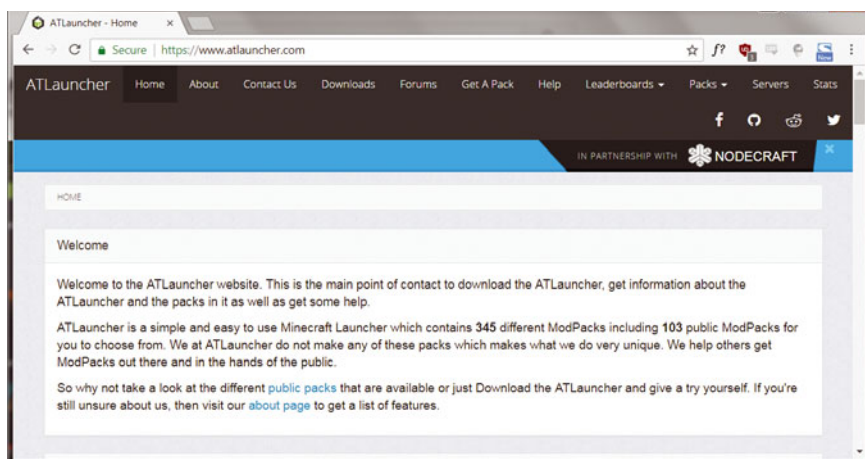 ATLauncher - Home
Secure https://www.atlauncher.com
f?
ATLauncher Home About Contact Us Downloads Forums Get A Pack Help Leaderboards Packs Servers Stats
IN PARTNERSHIP WITH NODECRAFT
HOME
Welcome
Welcome to the ATLauncher website. This is the main point of contact to download the ATLauncher, get information about the
ATLauncher and the packs in it as well as get some help.
ATLauncher is a simple and easy to use Minecraft Launcher which contains 345 different ModPacks including 103 public ModPacks for
you to choose from. We at ATLauncher do not make any of these packs which makes what we do very unique. We help others get
ModPacks out there and in the hands of the public.
So why not take a look at the different public packs that are available or just Download the ATLauncher and give a try yourself. If you're
still unsure about us, then visit our about page to get a list of features.